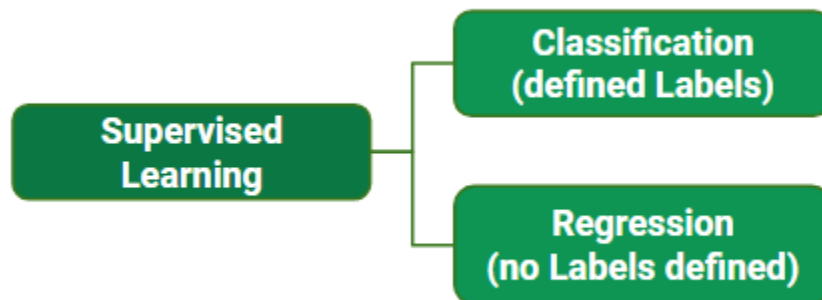 Classification
(defined Labels)
Supervised
Learning
Regression
(no Labels defined)